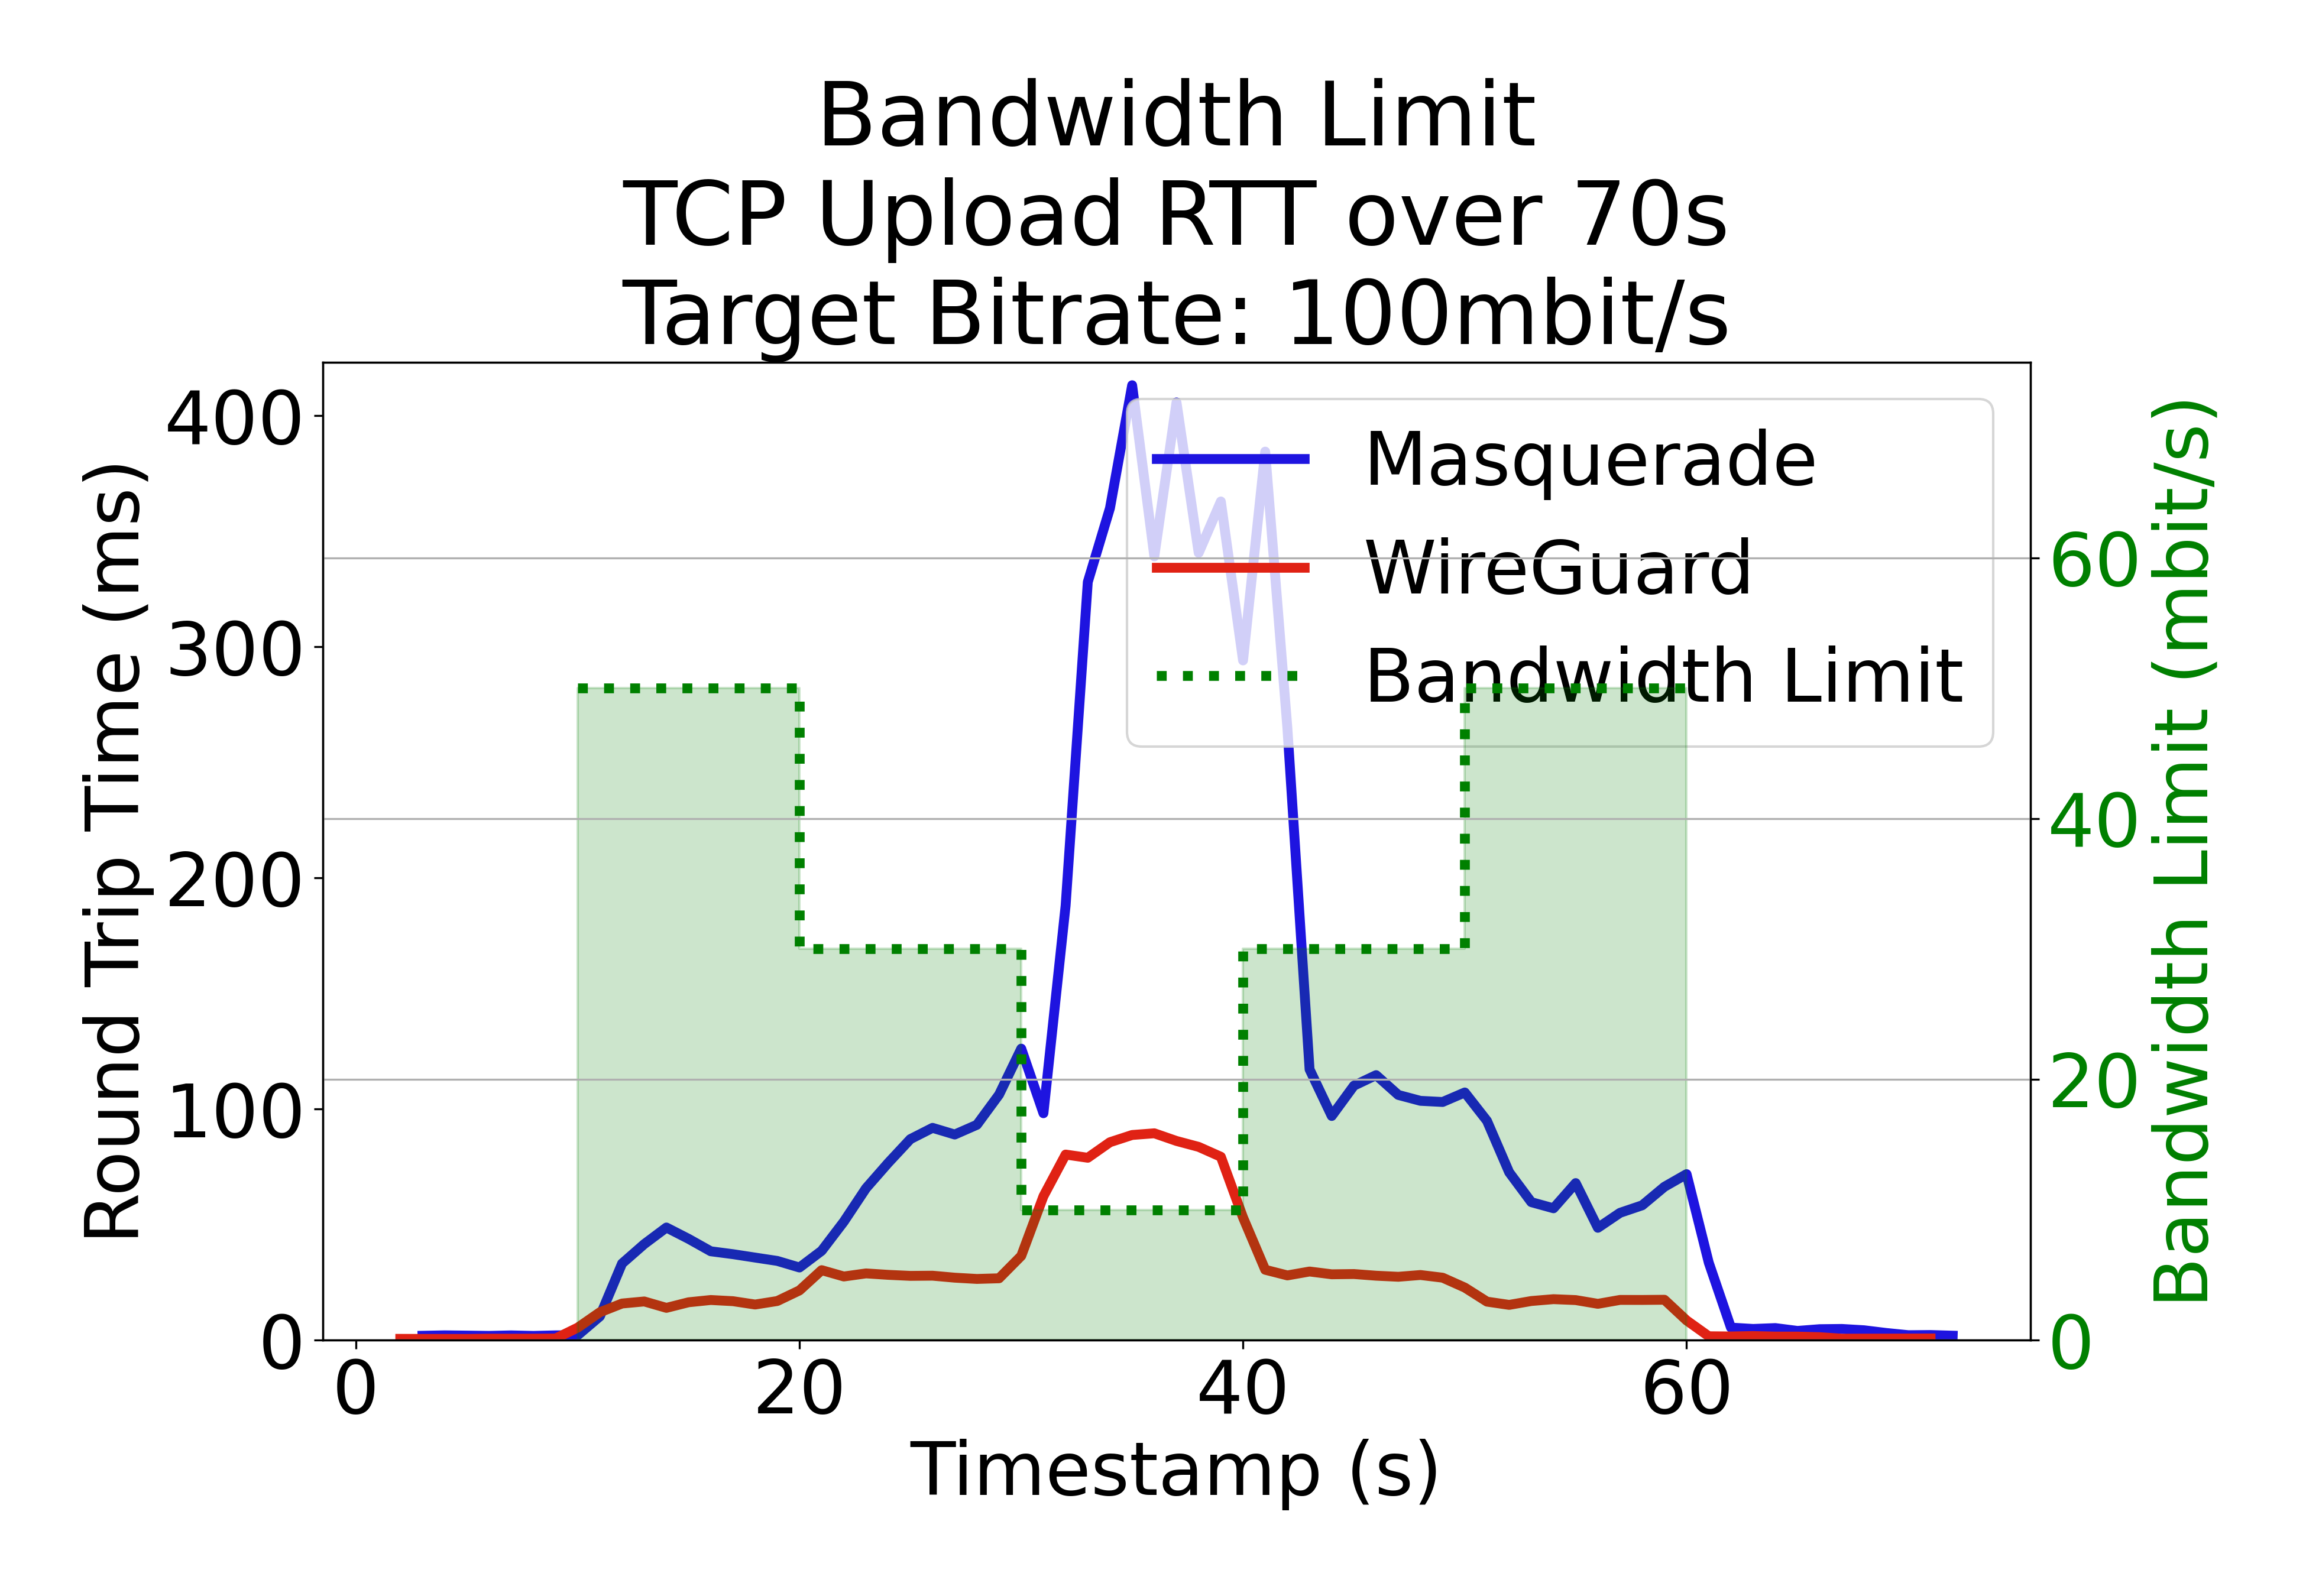 Bandwidth Limit
TCP Upload RTT over 70s
Target Bitrate: 100mbit/s
Round Trip Time (ms)
400
300
200
100
0
Masquerade
WireGuard
Bandwidth Limit
60
40
20
0
Bandwidth Limit (mbit/s)
0
20
40
60
Timestamp (s)